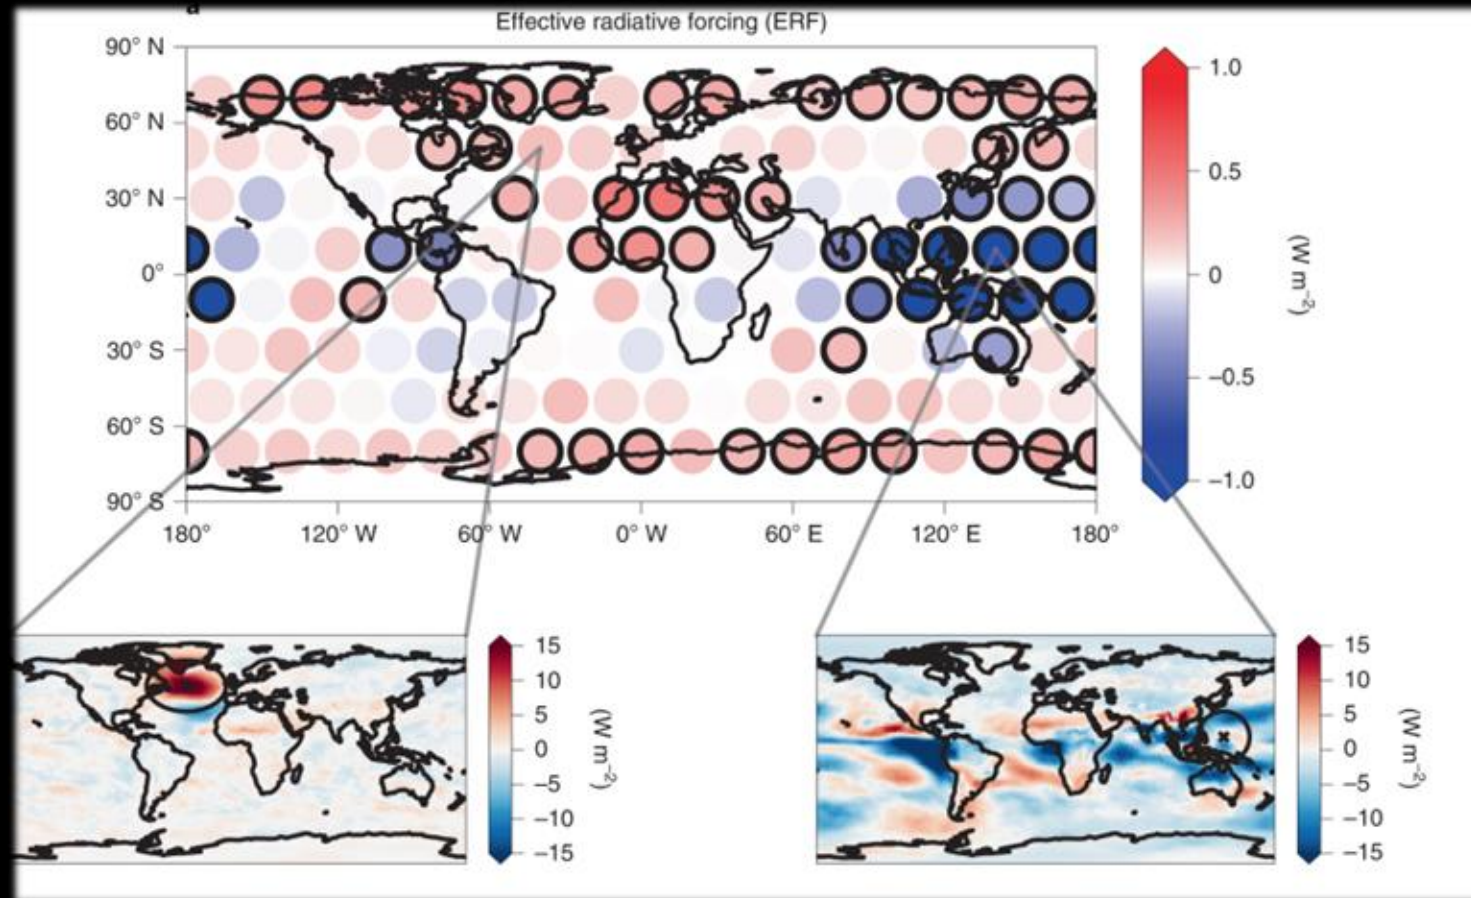 a
Effective radiative forcing (ERF)
90° N
60° N
30° N
0°
30° S
60° S
90° S
180°
120° W
60° W
0° W
60° E
120° E
180°
1.0
0.5
0
−0.5
−1.0
(W m⁻²)
15
10
5
0
−5
−10
−15
(W m⁻²)
15
10
5
0
−5
−10
−15
(W m⁻²)